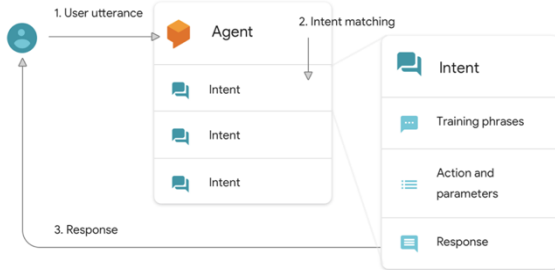 1. User utterance
Agent
2. Intent matching
Intent
Intent
Intent
Intent
Training phrases
Action and
parameters
Response
3. Response